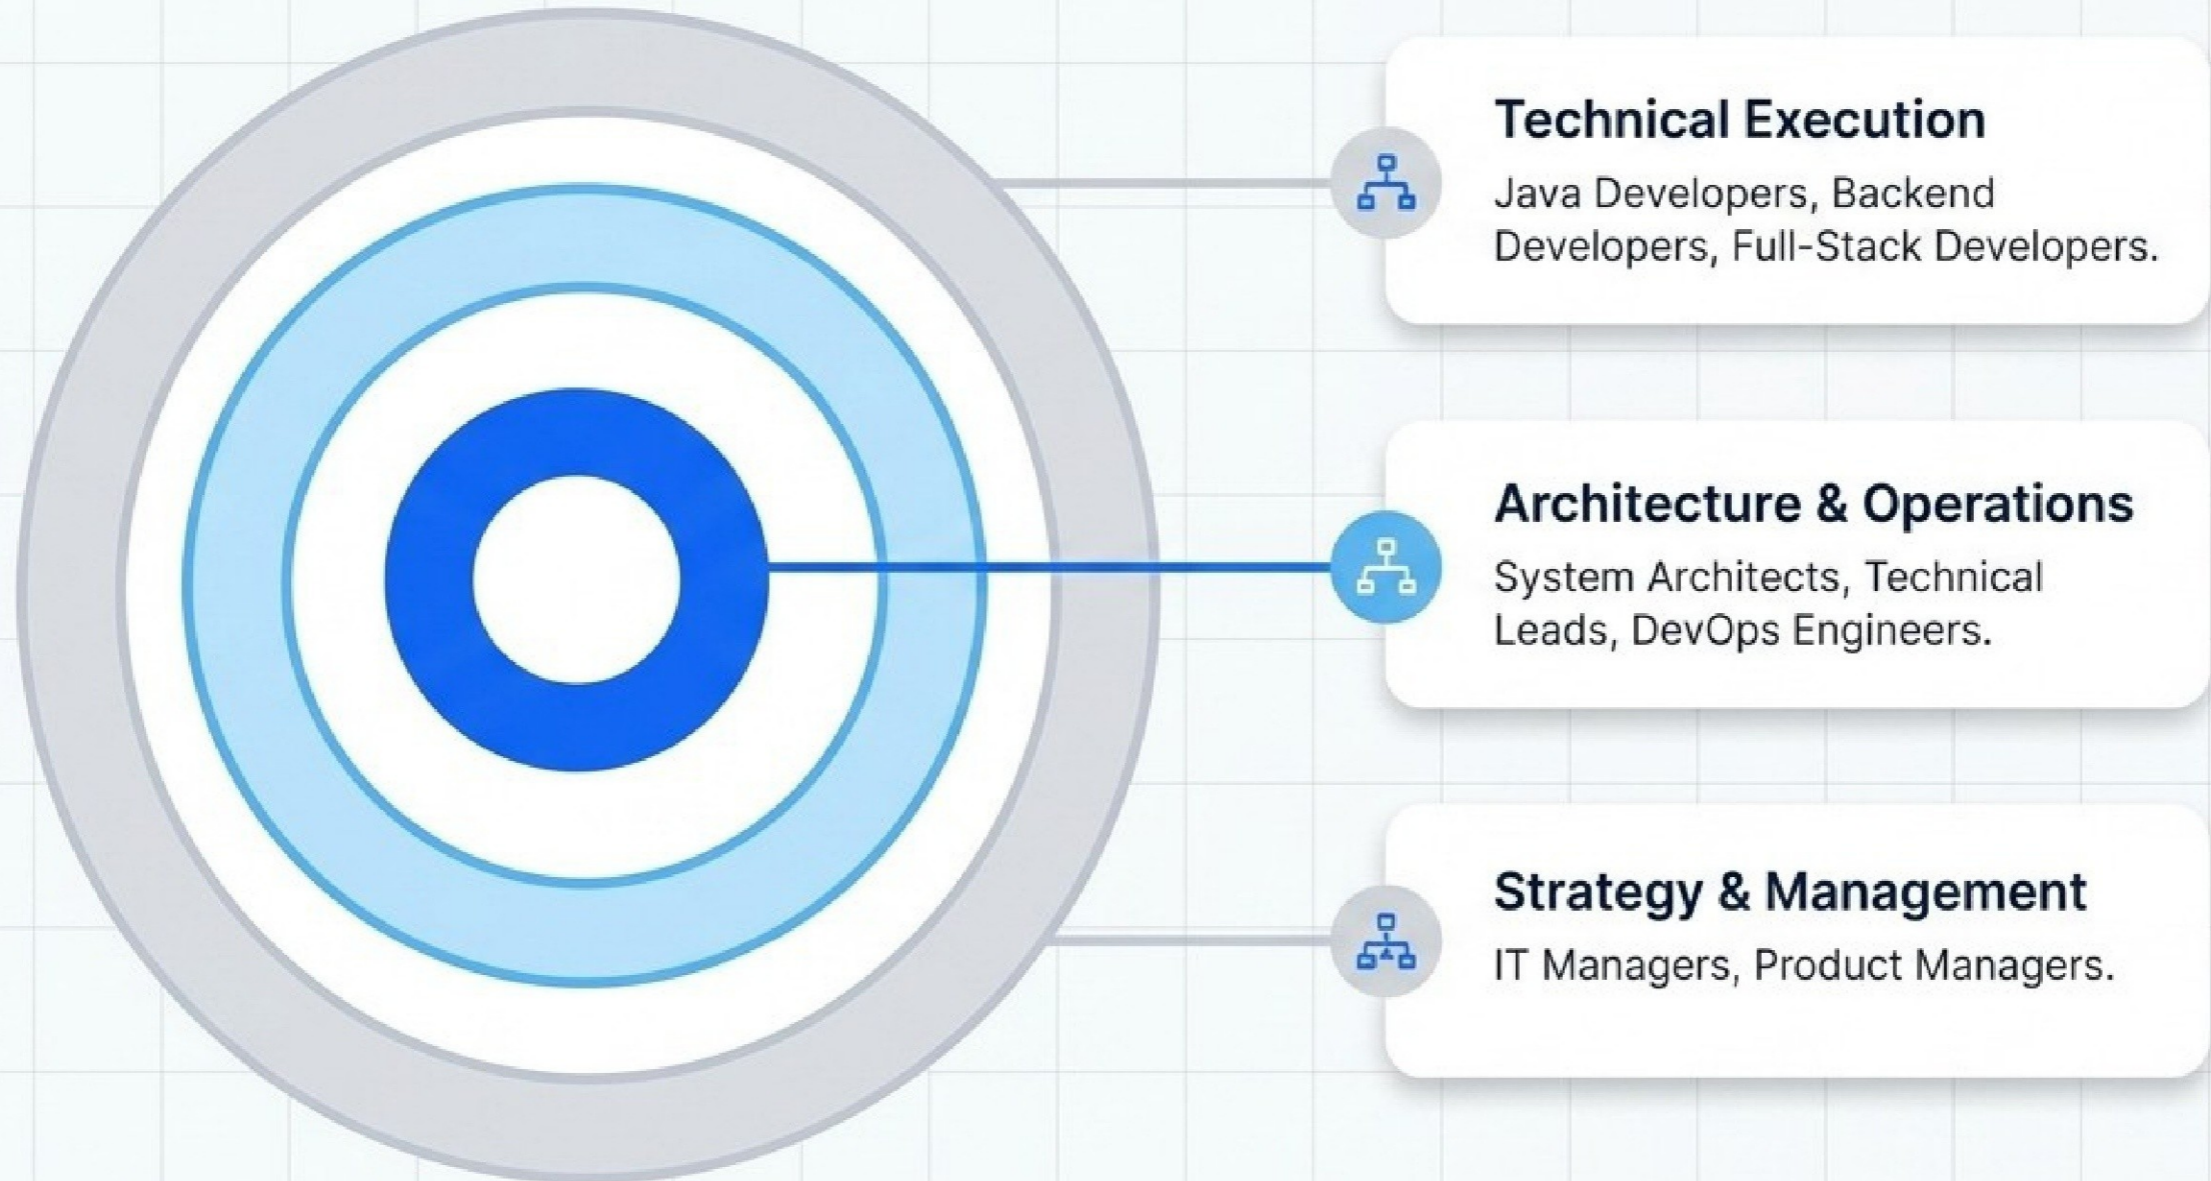 Technical Execution
Java Developers, Backend
Developers, Full-Stack Developers.
Architecture & Operations
System Architects, Technical
Leads, DevOps Engineers.
Strategy & Management
IT Managers, Product Managers.